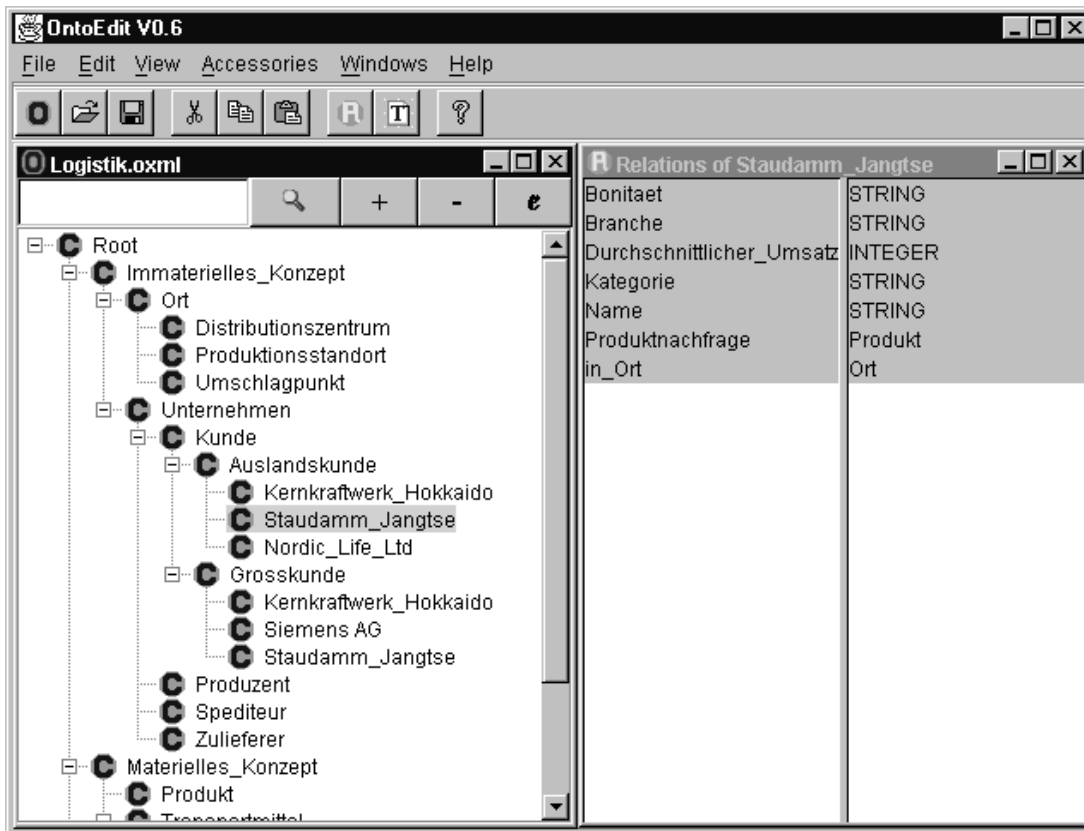 OntoEdit V0.6
File Edit View Accessories Windows Help
Logistik.oxml
+ - e
Root
Immaterielles_Konzept
Ort
Distributionszentrum
Produktionsstandort
Umschlagpunkt
Unternehmen
Kunde
Auslandskunde
Kernkraftwerk_Hokkaido
Staudamm_Jangtse
Nordic_Life_Ltd
Grosskunde
Kernkraftwerk_Hokkaido
Siemens AG
Staudamm_Jangtse
Produzent
Spediteur
Zulieferer
Materielles_Konzept
Produkt
Transportmittel
Relations of Staudamm_Jangtse
Bonitaet STRING
Branche STRING
Durchschnittlicher_Umsatz INTEGER
Kategorie STRING
Name STRING
Produktnachfrage Produkt
in_Ort Ort